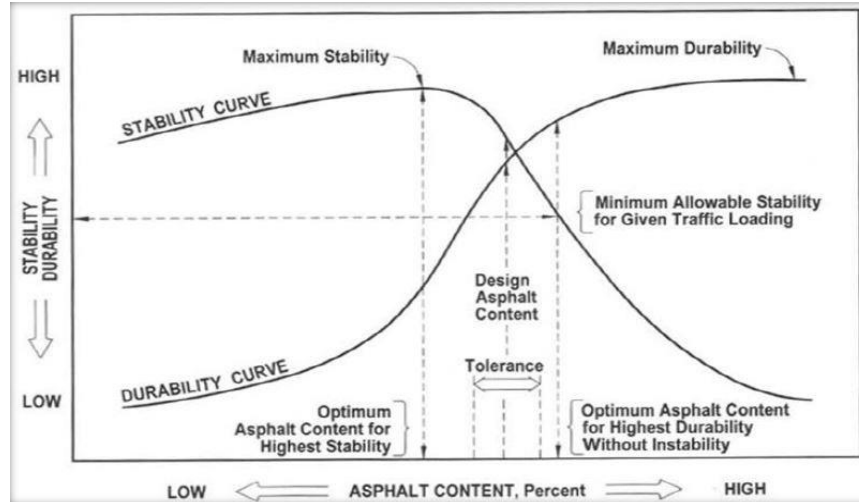 Maximum Stability
Maximum Durability
HIGH
STABILITY CURVE
STABILITY
DURABILITY
Minimum Allowable Stability
for Given Traffic Loading
Design
Asphalt
Content
Tolerance
DURABILITY CURVE
LOW
Optimum
Asphalt Content for
Highest Stability
Optimum Asphalt Content
for Highest Durability
Without Instability
LOW
ASPHALT CONTENT, Percent
HIGH